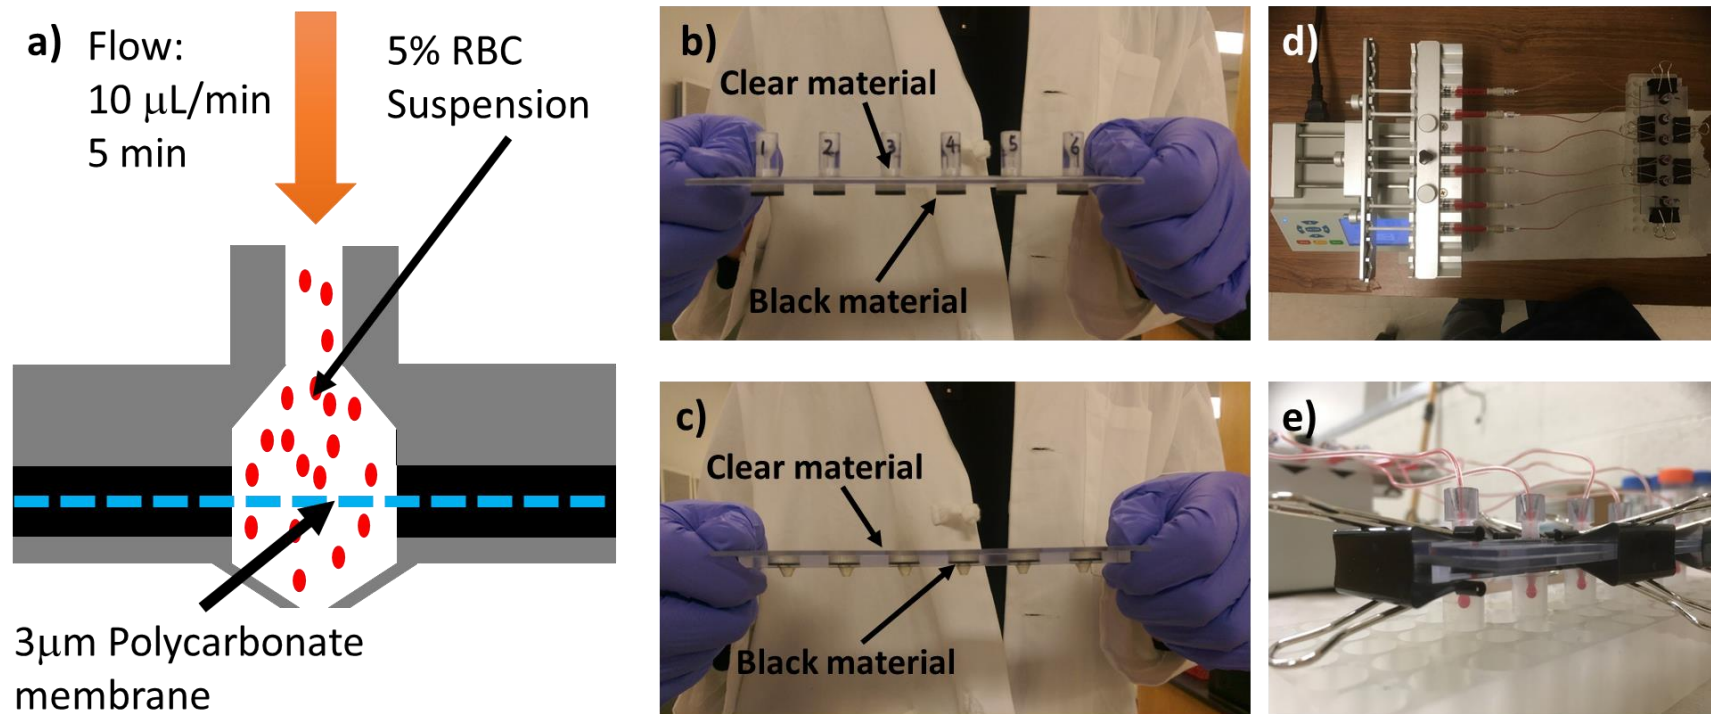 a) Flow:
10 μL/min
5 min
5% RBC
Suspension
3μm Polycarbonate
membrane
b)
Clear material
1 2 3 4 5 6
Black material
c)
Clear material
Black material
d)
e)